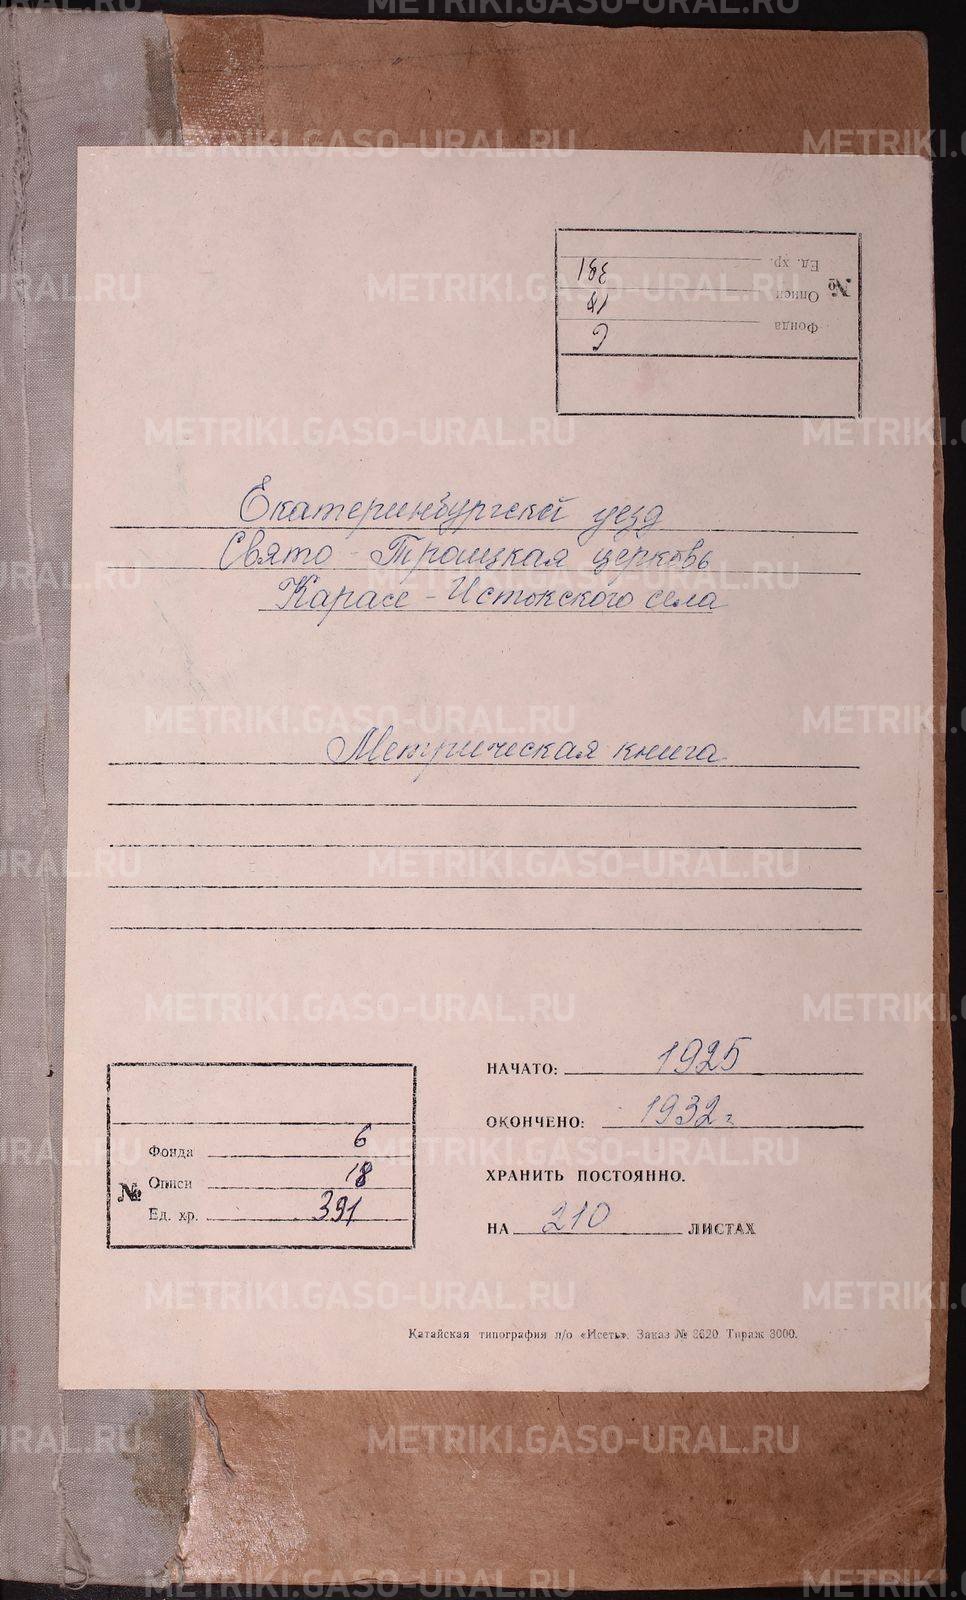 Фонда 6
Описи 18
№ Ед. хр. 391
Екатеринбургский уезд
Свято-Троицкая церковь
Карасе-Истокского села
Метрическая книга
НАЧАТО: 1925
ОКОНЧЕНО: 1932 г.
ХРАНИТЬ ПОСТОЯННО.
НА 210 ЛИСТАХ
Фонда 6
Описи 18
№ Ед. хр. 391
Катайская типография п/о «Исеть». Заказ № 2620 Тираж 3000.
METRIKI.GASO-URAL.RU